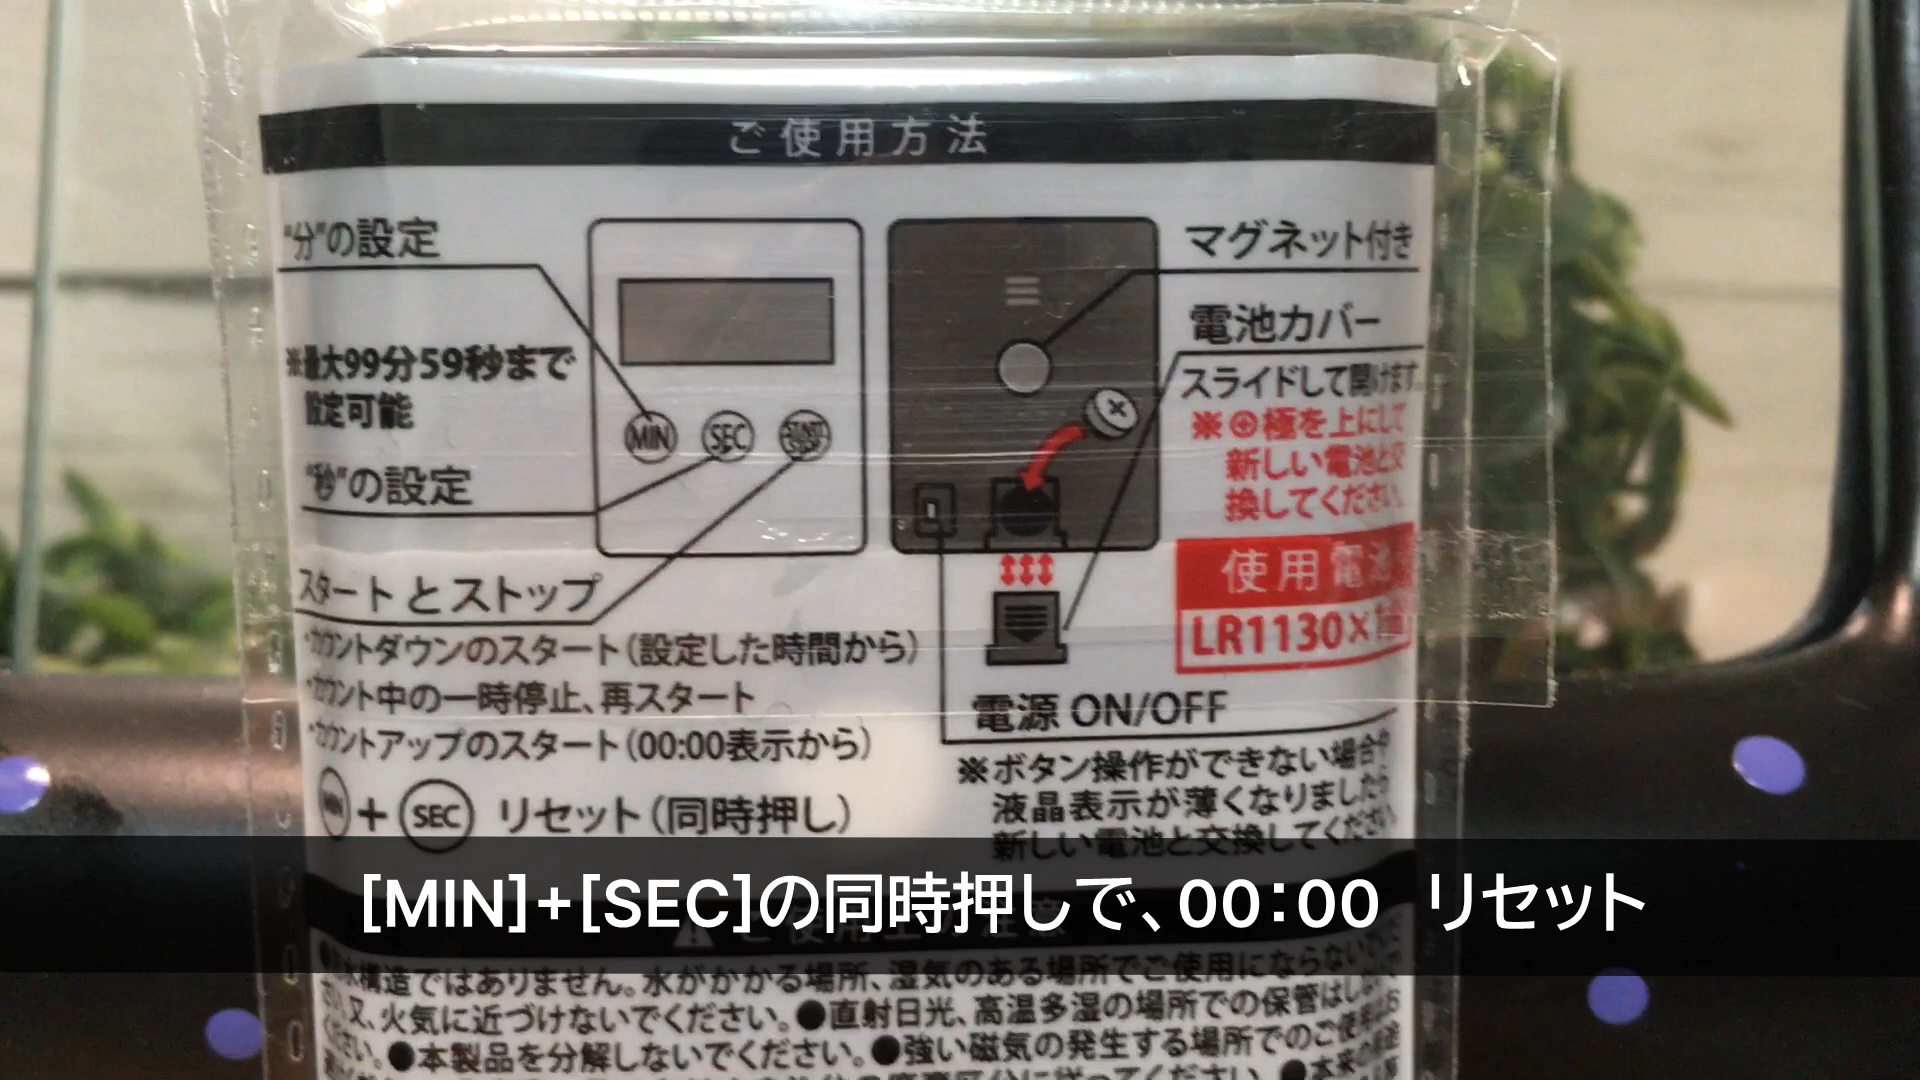 ご使用方法
"分"の設定
※最大99分59秒まで
設定可能
"秒"の設定
MIN
SEC
START
STOP
マグネット付き
電池カバー
スライドして開けます。
※⊕極を上にして
新しい電池と交
換してください。
使用電池
LR1130×1個
スタートとストップ
・カウントダウンのスタート(設定した時間から)
・カウント中の一時停止、再スタート
・カウントアップのスタート(00:00表示から)
MIN + SEC リセット(同時押し)
電源 ON/OFF
※ボタン操作ができない場合や
液晶表示が薄くなりましたら
新しい電池と交換してください
[MIN]+[SEC]の同時押しで、00:00 リセット
ご使用上の注意
水構造ではありません。水がかかる場所、湿気のある場所でご使用にならないで
又、火気に近づけないでください。●直射日光、高温多湿の場所での保管は
●本製品を分解しないでください。●強い磁気の発生する場所でのご使用